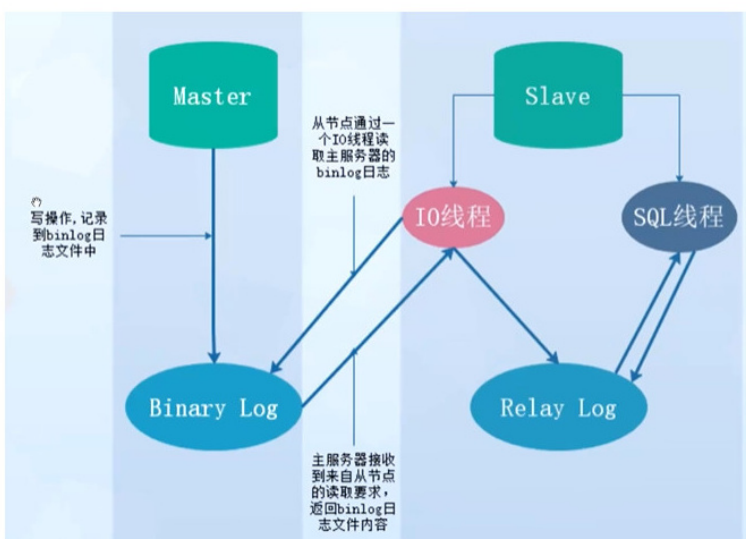 Master
Slave
从节点通过一
个IO线程读
取主服务器的
binlog日志
写操作,记录
到binlog日
志文件中
IO线程
SQL线程
Binary Log
Relay Log
主服务器接收
到来自从节点
的读取要求，
返回binlog日
志文件内容